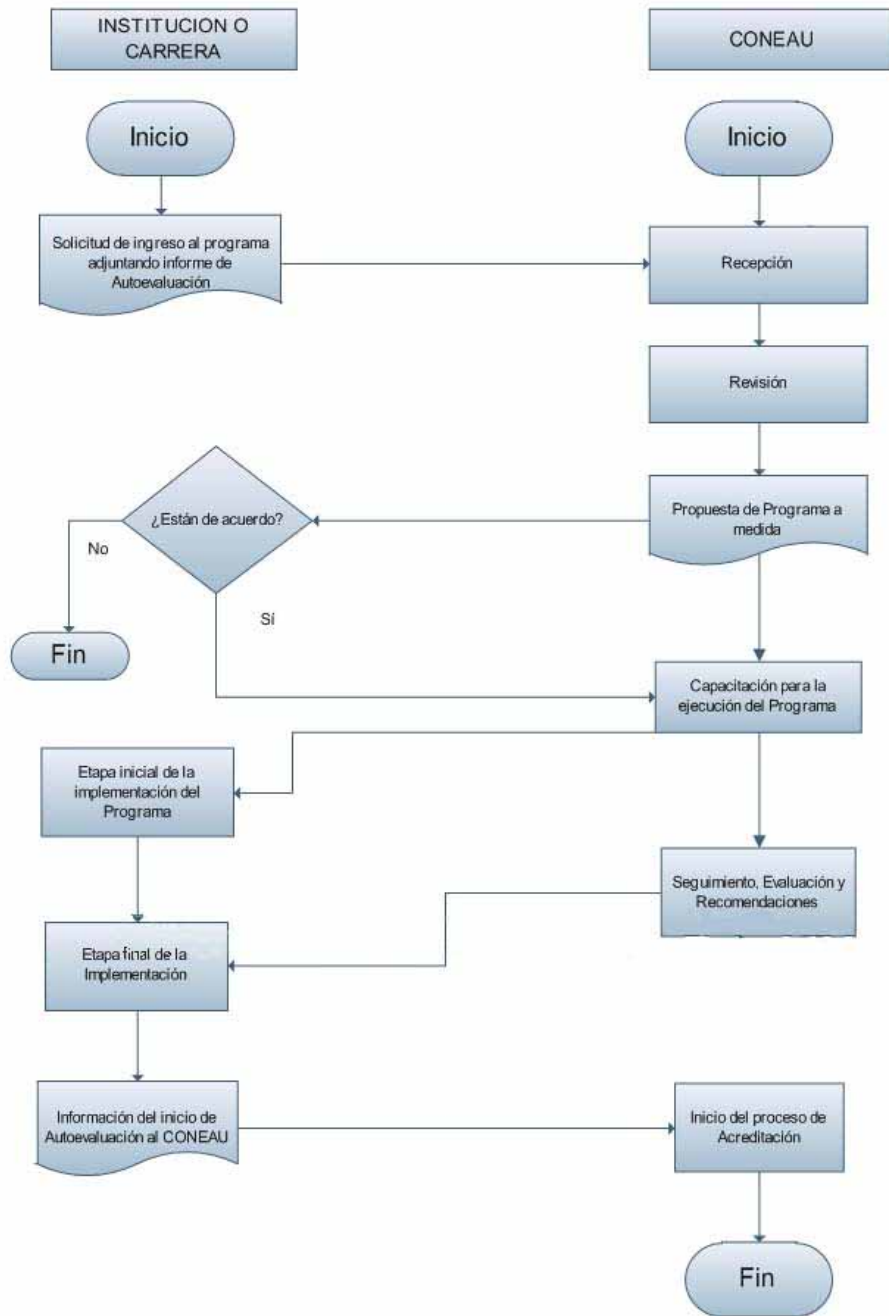 INSTITUCION O
CARRERA
CONEAU
Inicio
Inicio
Solicitud de ingreso al programa
adjuntando informe de
Autoevaluación
Recepción
Revisión
¿Están de acuerdo?
Propuesta de Programa a
medida
No
Sí
Fin
Capacitación para la
ejecución del Programa
Etapa inicial de la
implementación del
Programa
Seguimiento, Evaluación y
Recomendaciones
Etapa final de la
Implementación
Información del inicio de
Autoevaluación al CONEAU
Inicio del proceso de
Acreditación
Fin